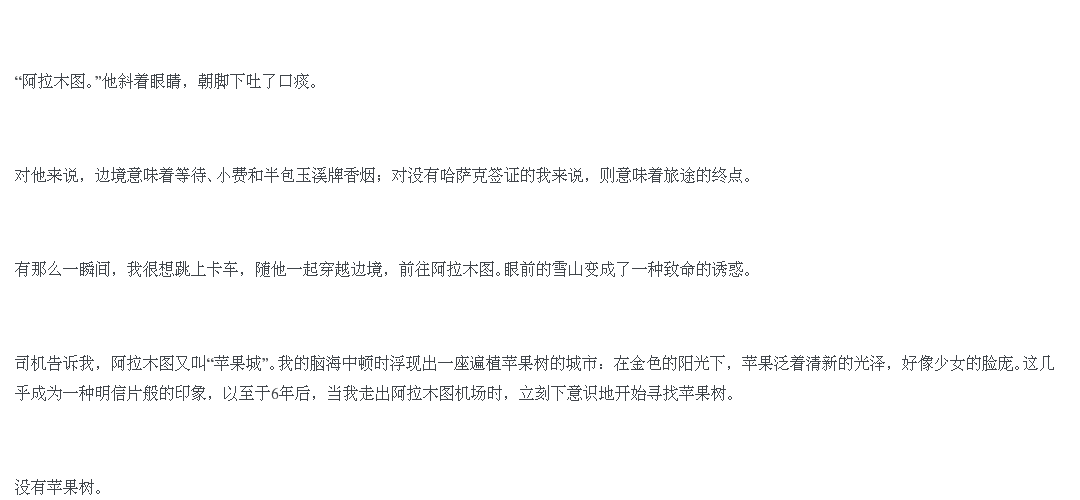 “阿拉木图。”他斜着眼睛，朝脚下吐了口痰。
对他来说，边境意味着等待、小费和半包玉溪牌香烟；对没有哈萨克签证的我来说，则意味着旅途的终点。
有那么一瞬间，我很想跳上卡车，随他一起穿越边境，前往阿拉木图。眼前的雪山变成了一种致命的诱惑。
司机告诉我，阿拉木图又叫“苹果城”。我的脑海中顿时浮现出一座遍植苹果树的城市：在金色的阳光下，苹果泛着清新的光泽，好像少女的脸庞。这几
乎成为一种明信片般的印象，以至于6年后，当我走出阿拉木图机场时，立刻下意识地开始寻找苹果树。
没有苹果树。